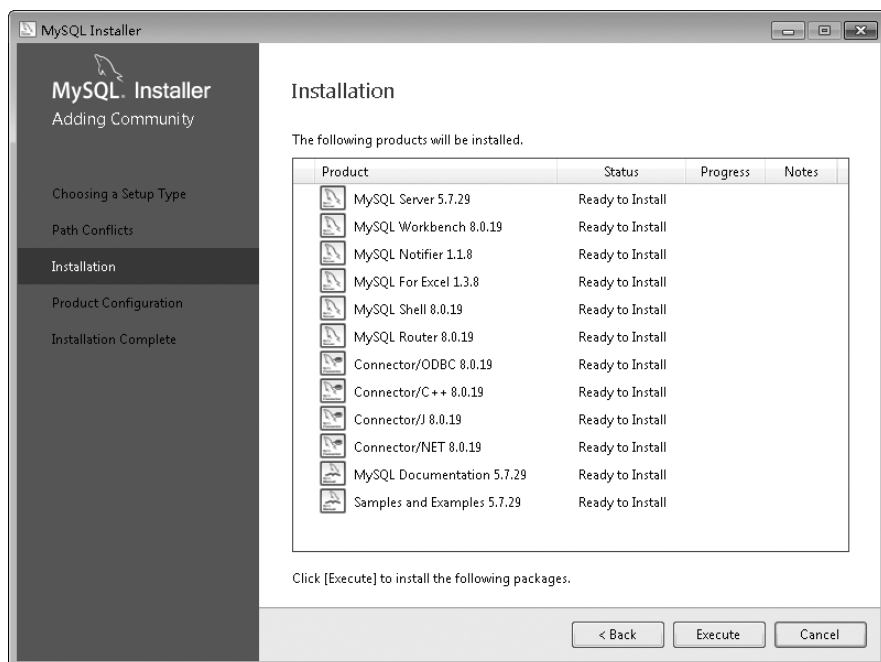 MySQL Installer
MySQL. Installer
Adding Community
Choosing a Setup Type
Path Conflicts
Installation
Product Configuration
Installation Complete
Installation
The following products will be installed.
Product Status Progress Notes
MySQL Server 5.7.29 Ready to Install
MySQL Workbench 8.0.19 Ready to Install
MySQL Notifier 1.1.8 Ready to Install
MySQL For Excel 1.3.8 Ready to Install
MySQL Shell 8.0.19 Ready to Install
MySQL Router 8.0.19 Ready to Install
Connector/ODBC 8.0.19 Ready to Install
Connector/C++ 8.0.19 Ready to Install
Connector/J 8.0.19 Ready to Install
Connector/NET 8.0.19 Ready to Install
MySQL Documentation 5.7.29 Ready to Install
Samples and Examples 5.7.29 Ready to Install
Click [Execute] to install the following packages.
< Back Execute Cancel